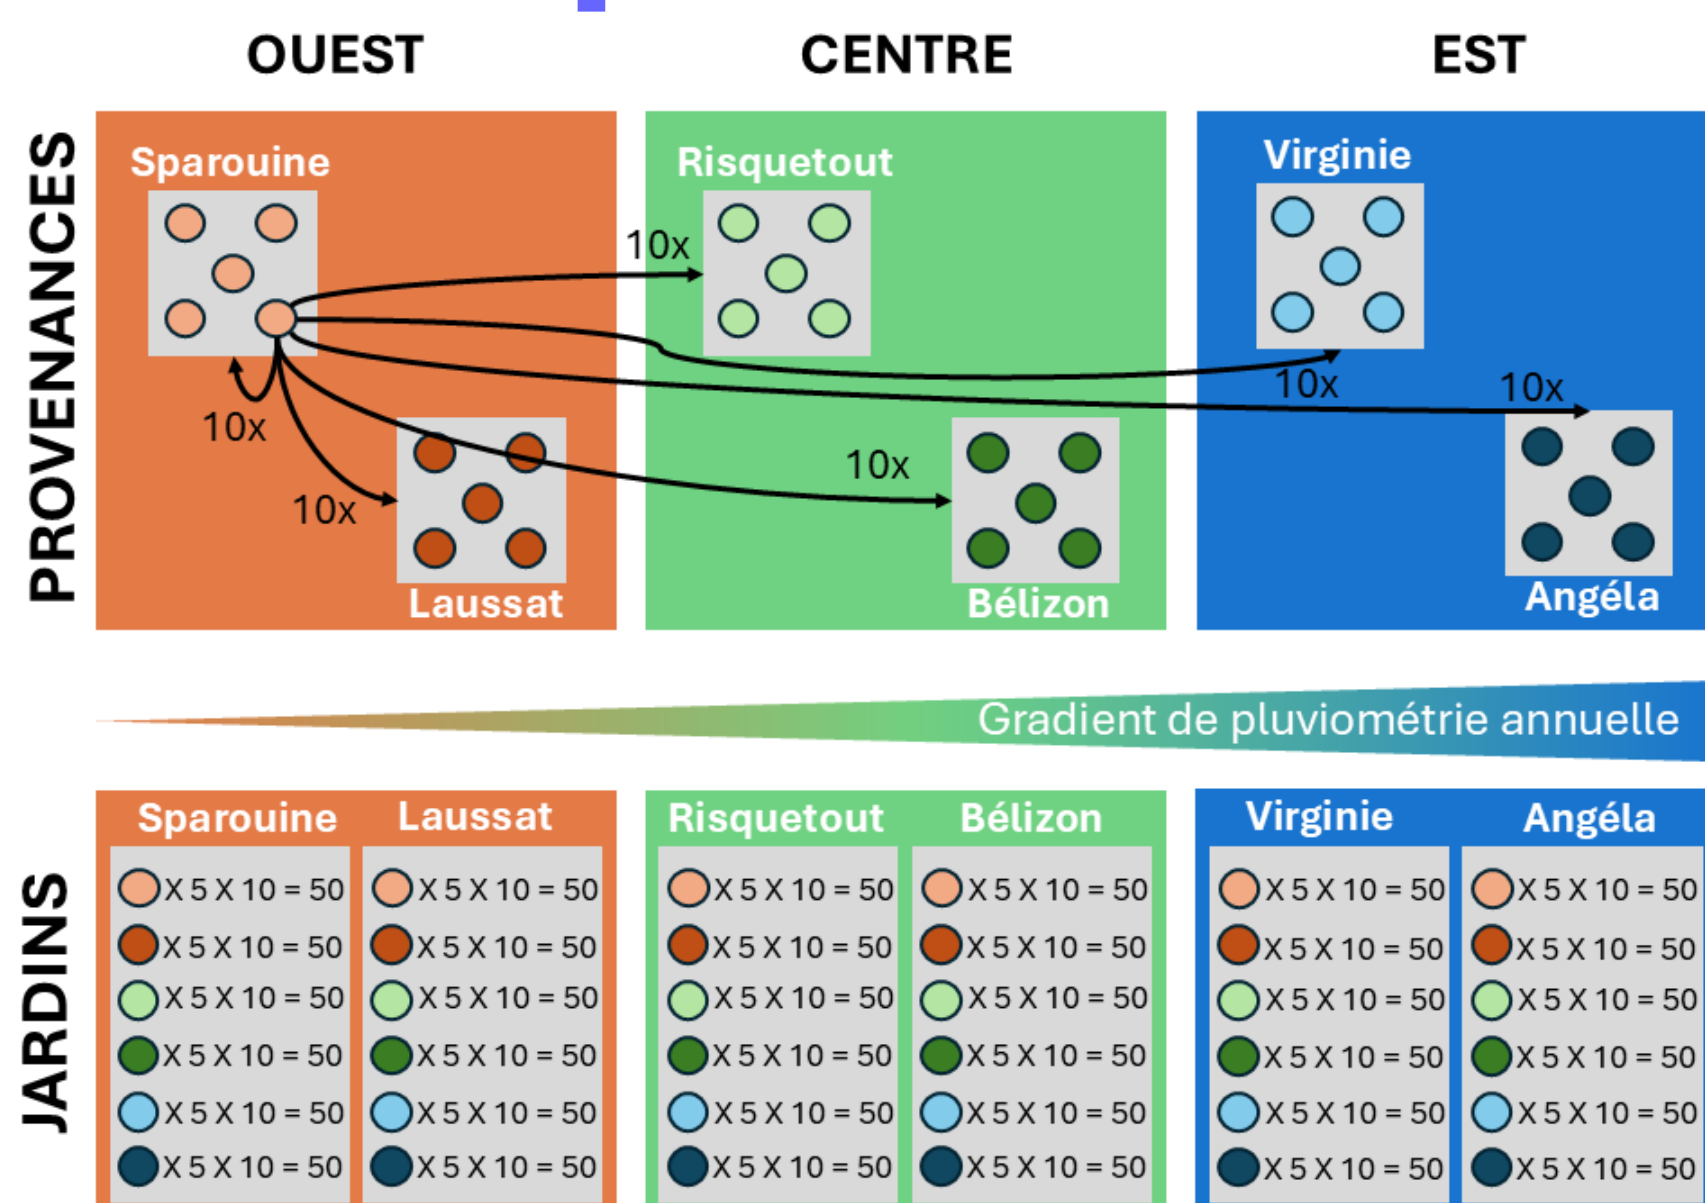 OUEST
CENTRE
EST
PROVENANCES
Sparouine
Risquetout
Virginie
10x
10x
10x
10x
10x
10x
Laussat
Bélizon
Angéla
Gradient de pluviométrie annuelle
JARDINS
Sparouine
X 5 X 10 = 50
X 5 X 10 = 50
X 5 X 10 = 50
X 5 X 10 = 50
X 5 X 10 = 50
X 5 X 10 = 50
Laussat
X 5 X 10 = 50
X 5 X 10 = 50
X 5 X 10 = 50
X 5 X 10 = 50
X 5 X 10 = 50
X 5 X 10 = 50
Risquetout
X 5 X 10 = 50
X 5 X 10 = 50
X 5 X 10 = 50
X 5 X 10 = 50
X 5 X 10 = 50
X 5 X 10 = 50
Bélizon
X 5 X 10 = 50
X 5 X 10 = 50
X 5 X 10 = 50
X 5 X 10 = 50
X 5 X 10 = 50
X 5 X 10 = 50
Virginie
X 5 X 10 = 50
X 5 X 10 = 50
X 5 X 10 = 50
X 5 X 10 = 50
X 5 X 10 = 50
X 5 X 10 = 50
Angéla
X 5 X 10 = 50
X 5 X 10 = 50
X 5 X 10 = 50
X 5 X 10 = 50
X 5 X 10 = 50
X 5 X 10 = 50